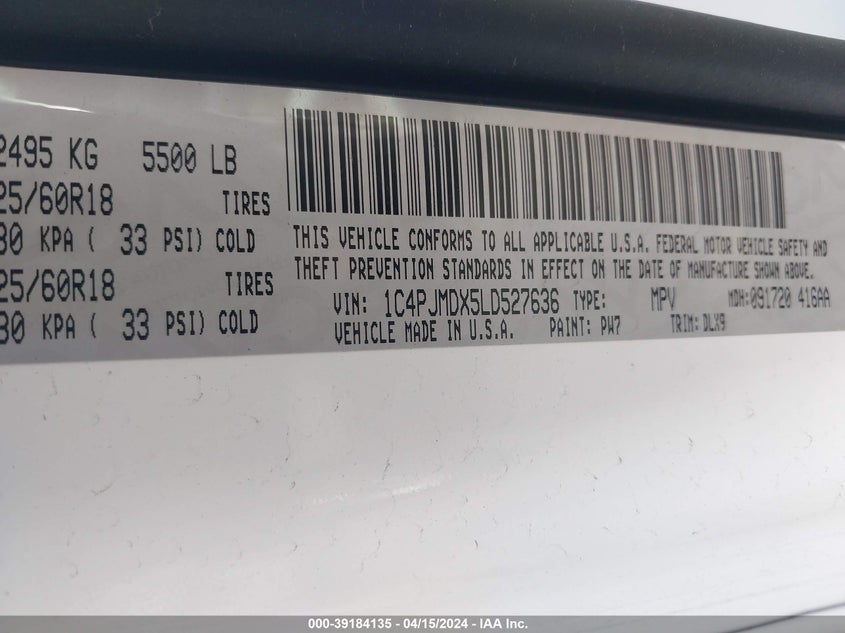 2495 KG 5500 LB
25/60R18 TIRES
30 KPA ( 33 PSI) COLD
25/60R18 TIRES
30 KPA ( 33 PSI) COLD
THIS VEHICLE CONFORMS TO ALL APPLICABLE U.S.A. FEDERAL MOTOR VEHICLE SAFETY AND
THEFT PREVENTION STANDARDS IN EFFECT ON THE DATE OF MANUFACTURE SHOWN ABOVE.
VIN: 1C4PJMDX5LD527636 TYPE: MPV MDH:091720 416AA
VEHICLE MADE IN U.S.A. PAINT: PW7 TRIM:DLX9
000-39184135 - 04/15/2024 - IAA Inc.